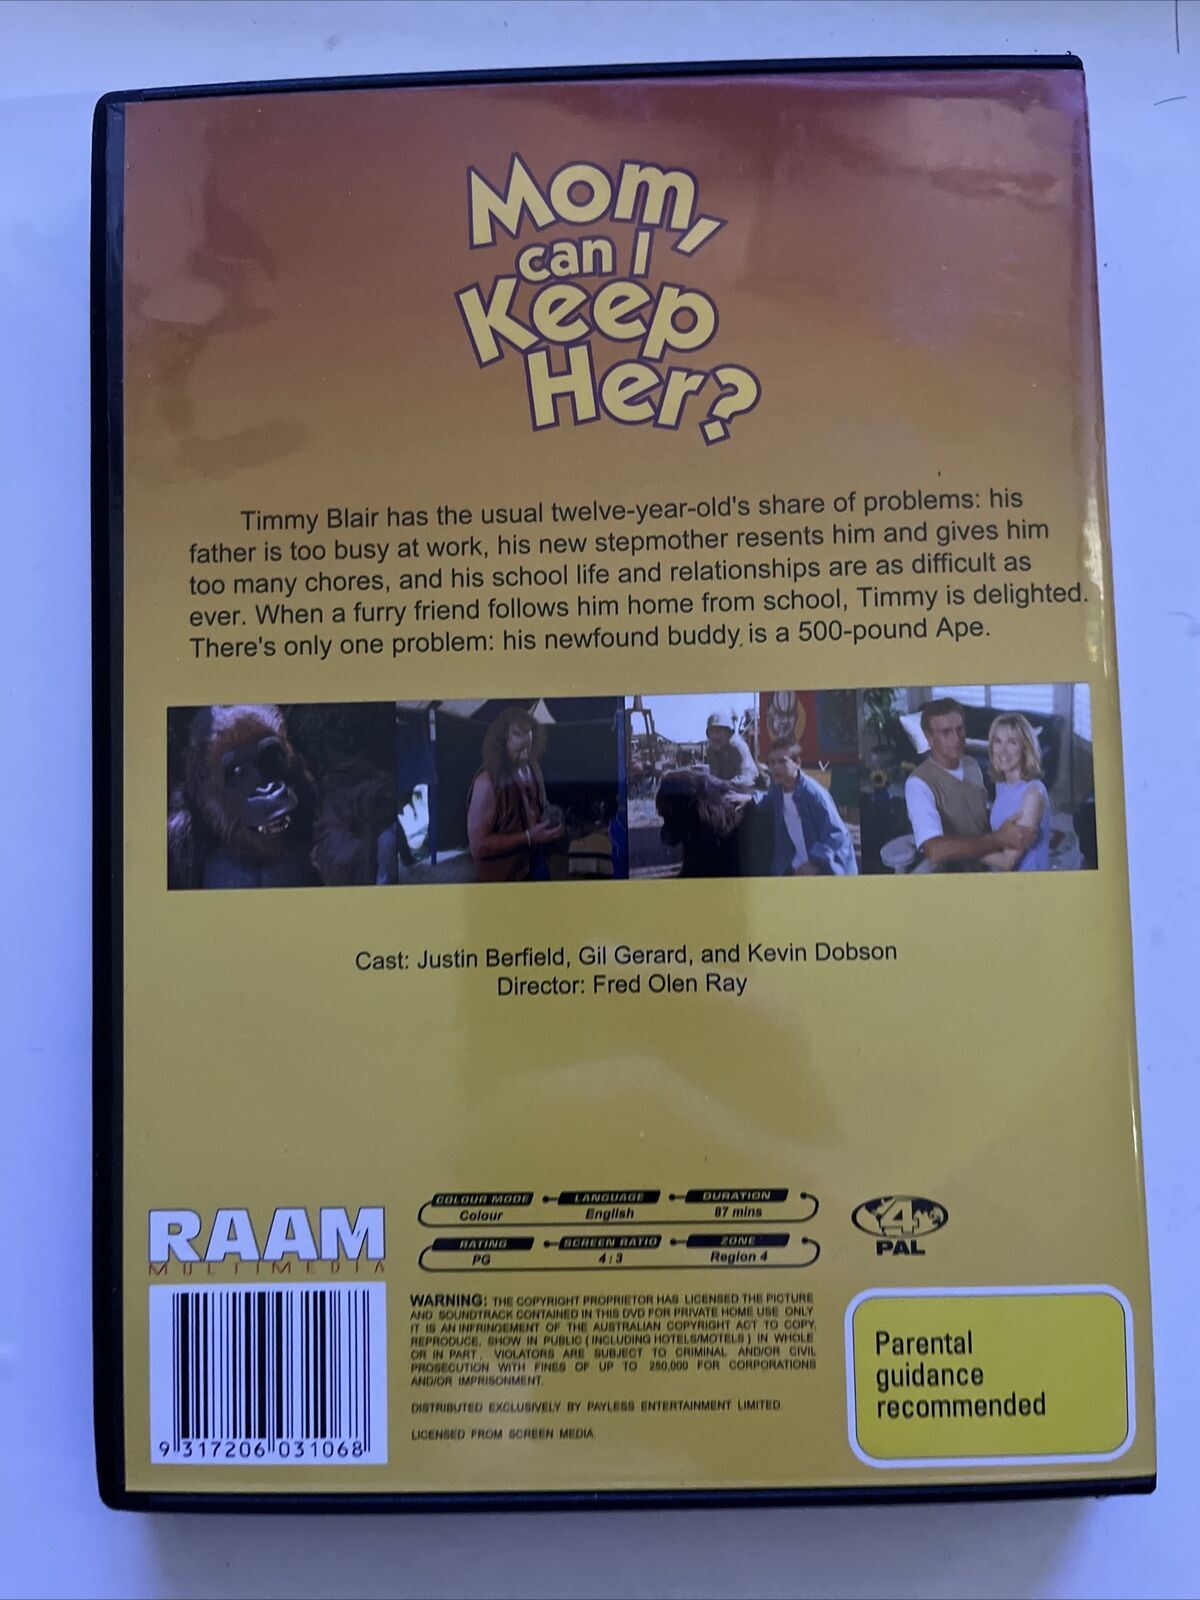 Mom,
can I
Keep
Her?
Timmy Blair has the usual twelve-year-old's share of problems: his
father is too busy at work, his new stepmother resents him and gives him
too many chores, and his school life and relationships are as difficult as
ever. When a furry friend follows him home from school, Timmy is delighted.
There's only one problem: his newfound buddy is a 500-pound Ape.
Cast: Justin Berfield, Gil Gerard, and Kevin Dobson
Director: Fred Olen Ray
RAAM
MULTIMEDIA
COLOUR MODE LANGUAGE DURATION
Colour English 87 mins
RATING SCREEN RATIO ZONE
PG 4:3 Region 4
4
PAL
WARNING: THE COPYRIGHT PROPRIETOR HAS LICENSED THE PICTURE
AND SOUNDTRACK CONTAINED IN THIS DVD FOR PRIVATE HOME USE ONLY
IT IS AN INFRINGEMENT OF THE AUSTRALIAN COPYRIGHT ACT TO COPY,
REPRODUCE, SHOW IN PUBLIC (INCLUDING HOTELS/MOTELS) IN WHOLE
OR IN PART, VIOLATORS ARE SUBJECT TO CRIMINAL AND/OR CIVIL
PROSECUTION WITH FINES OF UP TO 250,000 FOR CORPORATIONS
AND/OR IMPRISONMENT.
DISTRIBUTED EXCLUSIVELY BY PAYLESS ENTERTAINMENT LIMITED
LICENSED FROM SCREEN MEDIA
Parental
guidance
recommended
9 317206 031068